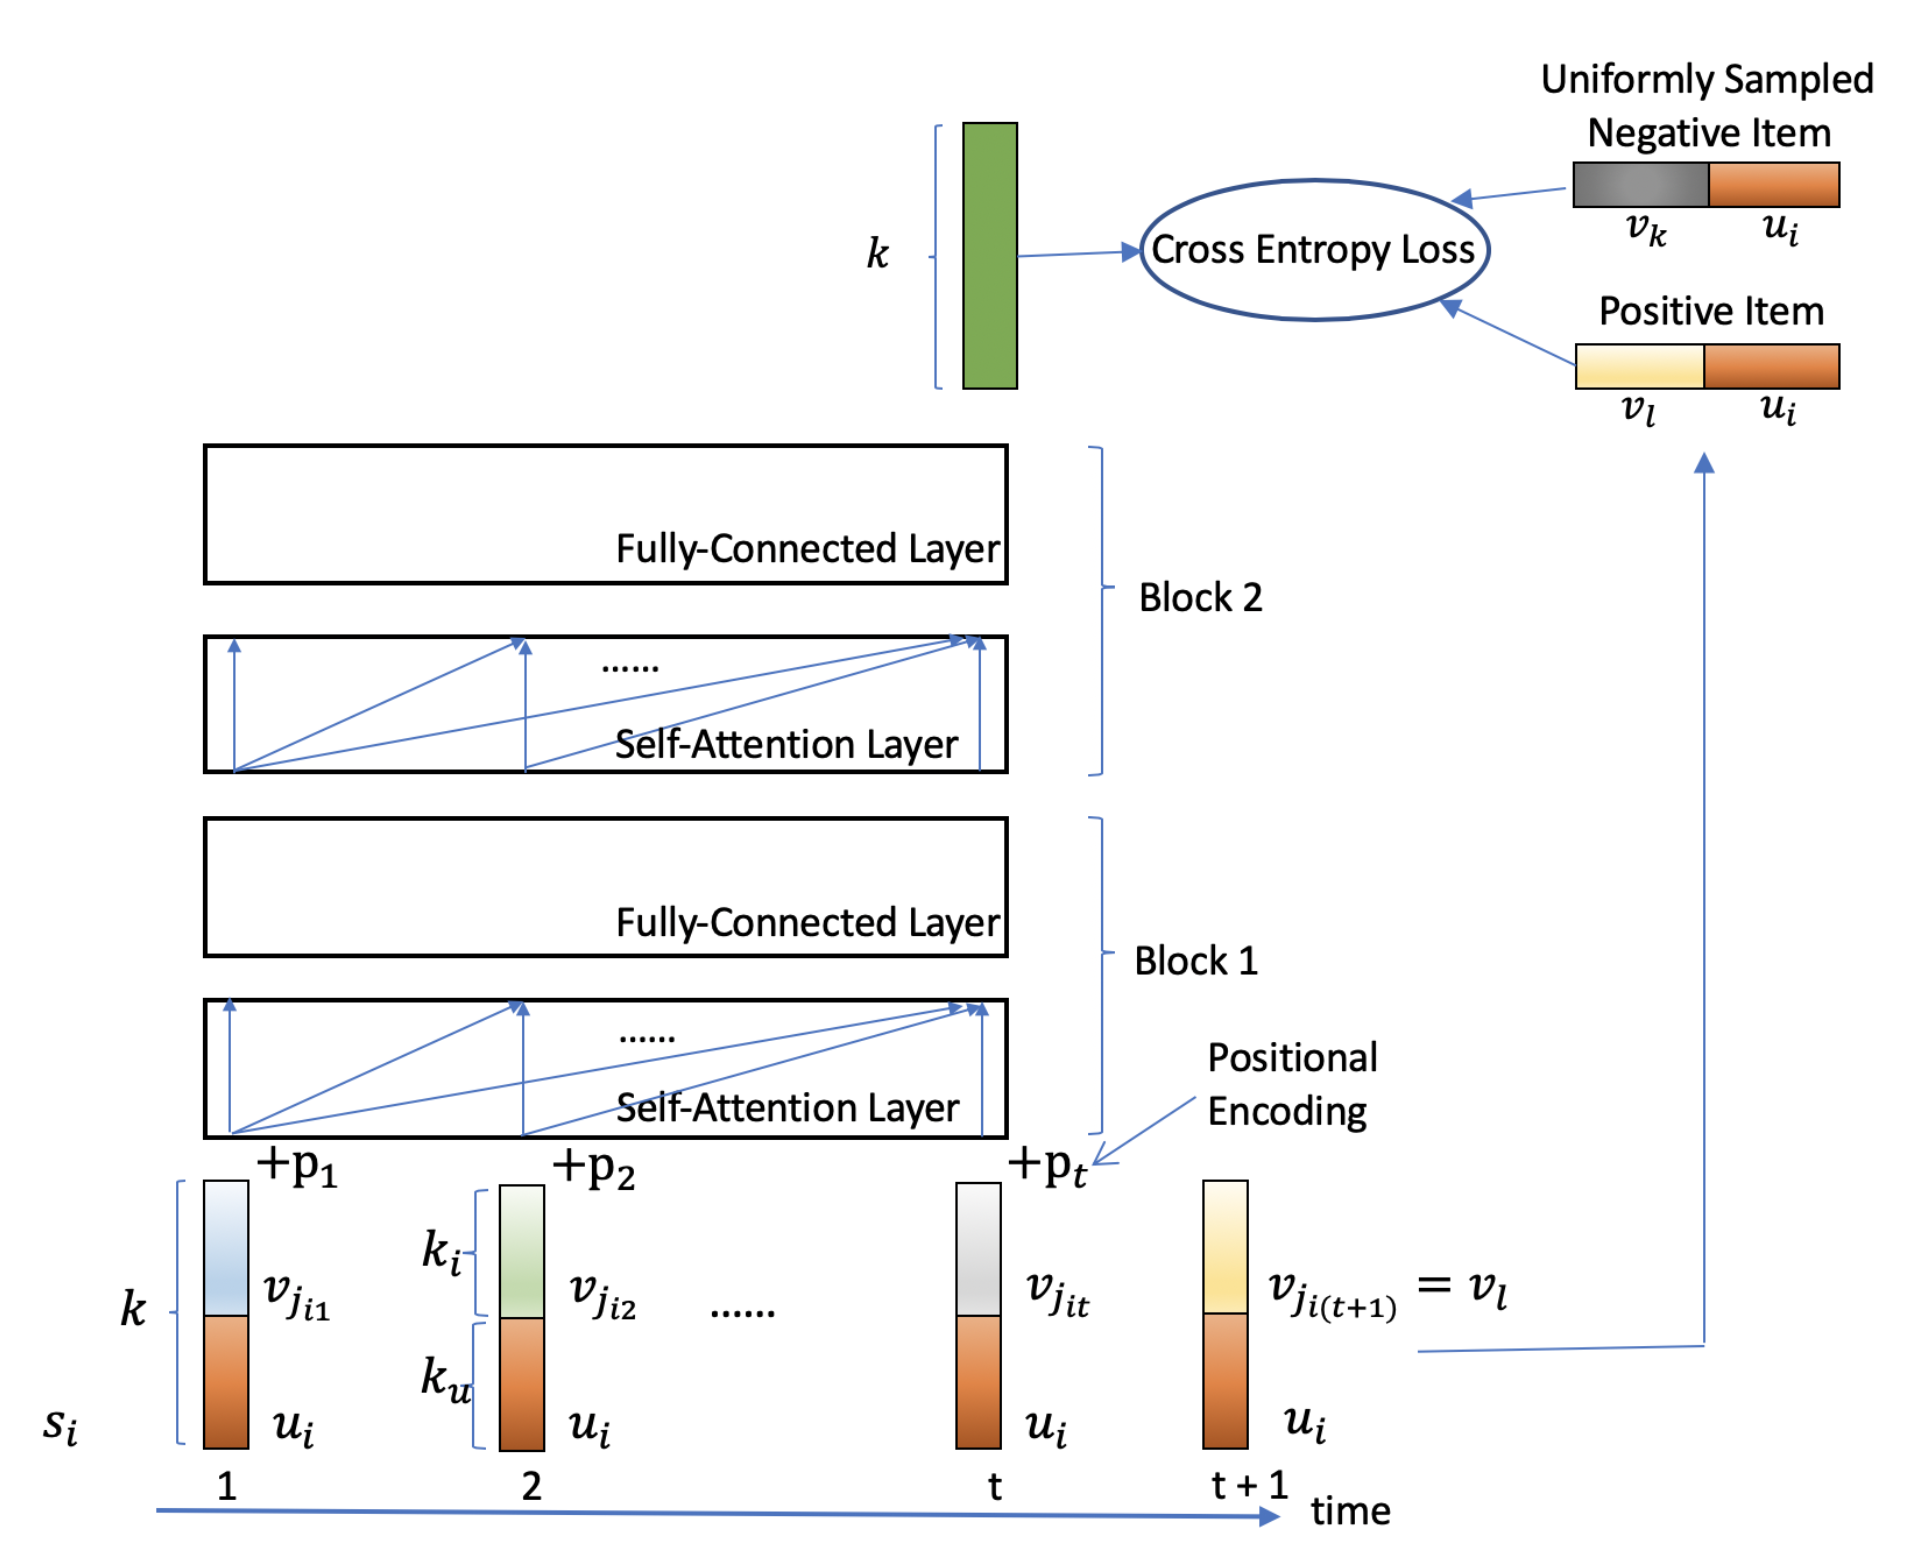 Uniformly Sampled
Negative Item
v_k u_i
k
Cross Entropy Loss
Positive Item
v_l u_i
Fully-Connected Layer
Block 2
......
Self-Attention Layer
Fully-Connected Layer
Block 1
......
Self-Attention Layer
Positional
Encoding
+p_1 +p_2 +p_t
k_i
k v_{j_{i1}} v_{j_{i2}} ...... v_{j_{it}} v_{j_{i(t+1)}} = v_l
k_u
s_i u_i u_i u_i u_i
1 2 t t + 1
time